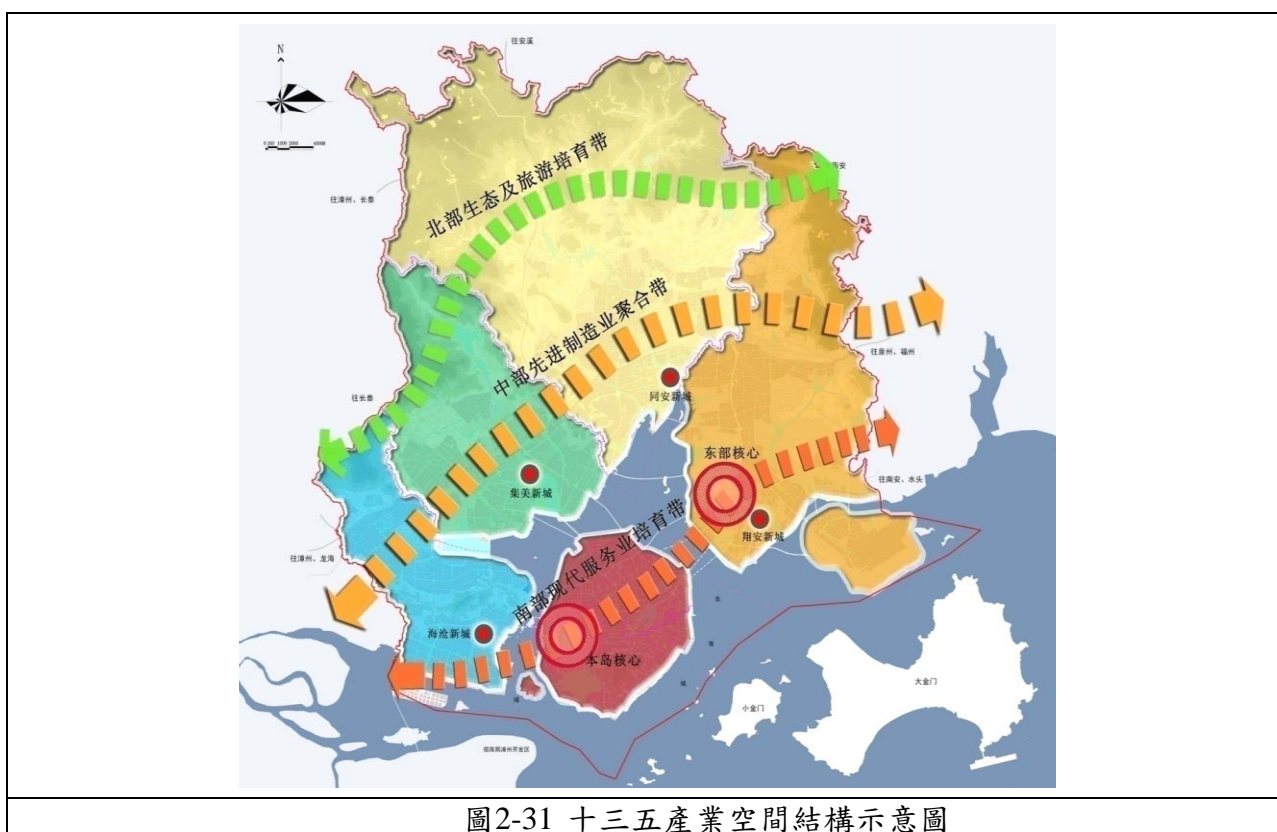 往安溪
N
北部生态及旅游培育带
往漳州、长泰
中部先进制造业聚合带
往泉州、福州
同安新城
往长泰
东部核心
集美新城
往南安、水头
翔安新城
南部现代服务业培育带
往漳州、龙海
海沧新城
本岛核心
大金门
小金门
招商局漳州开发区
圖2-31 十三五產業空間結構示意圖